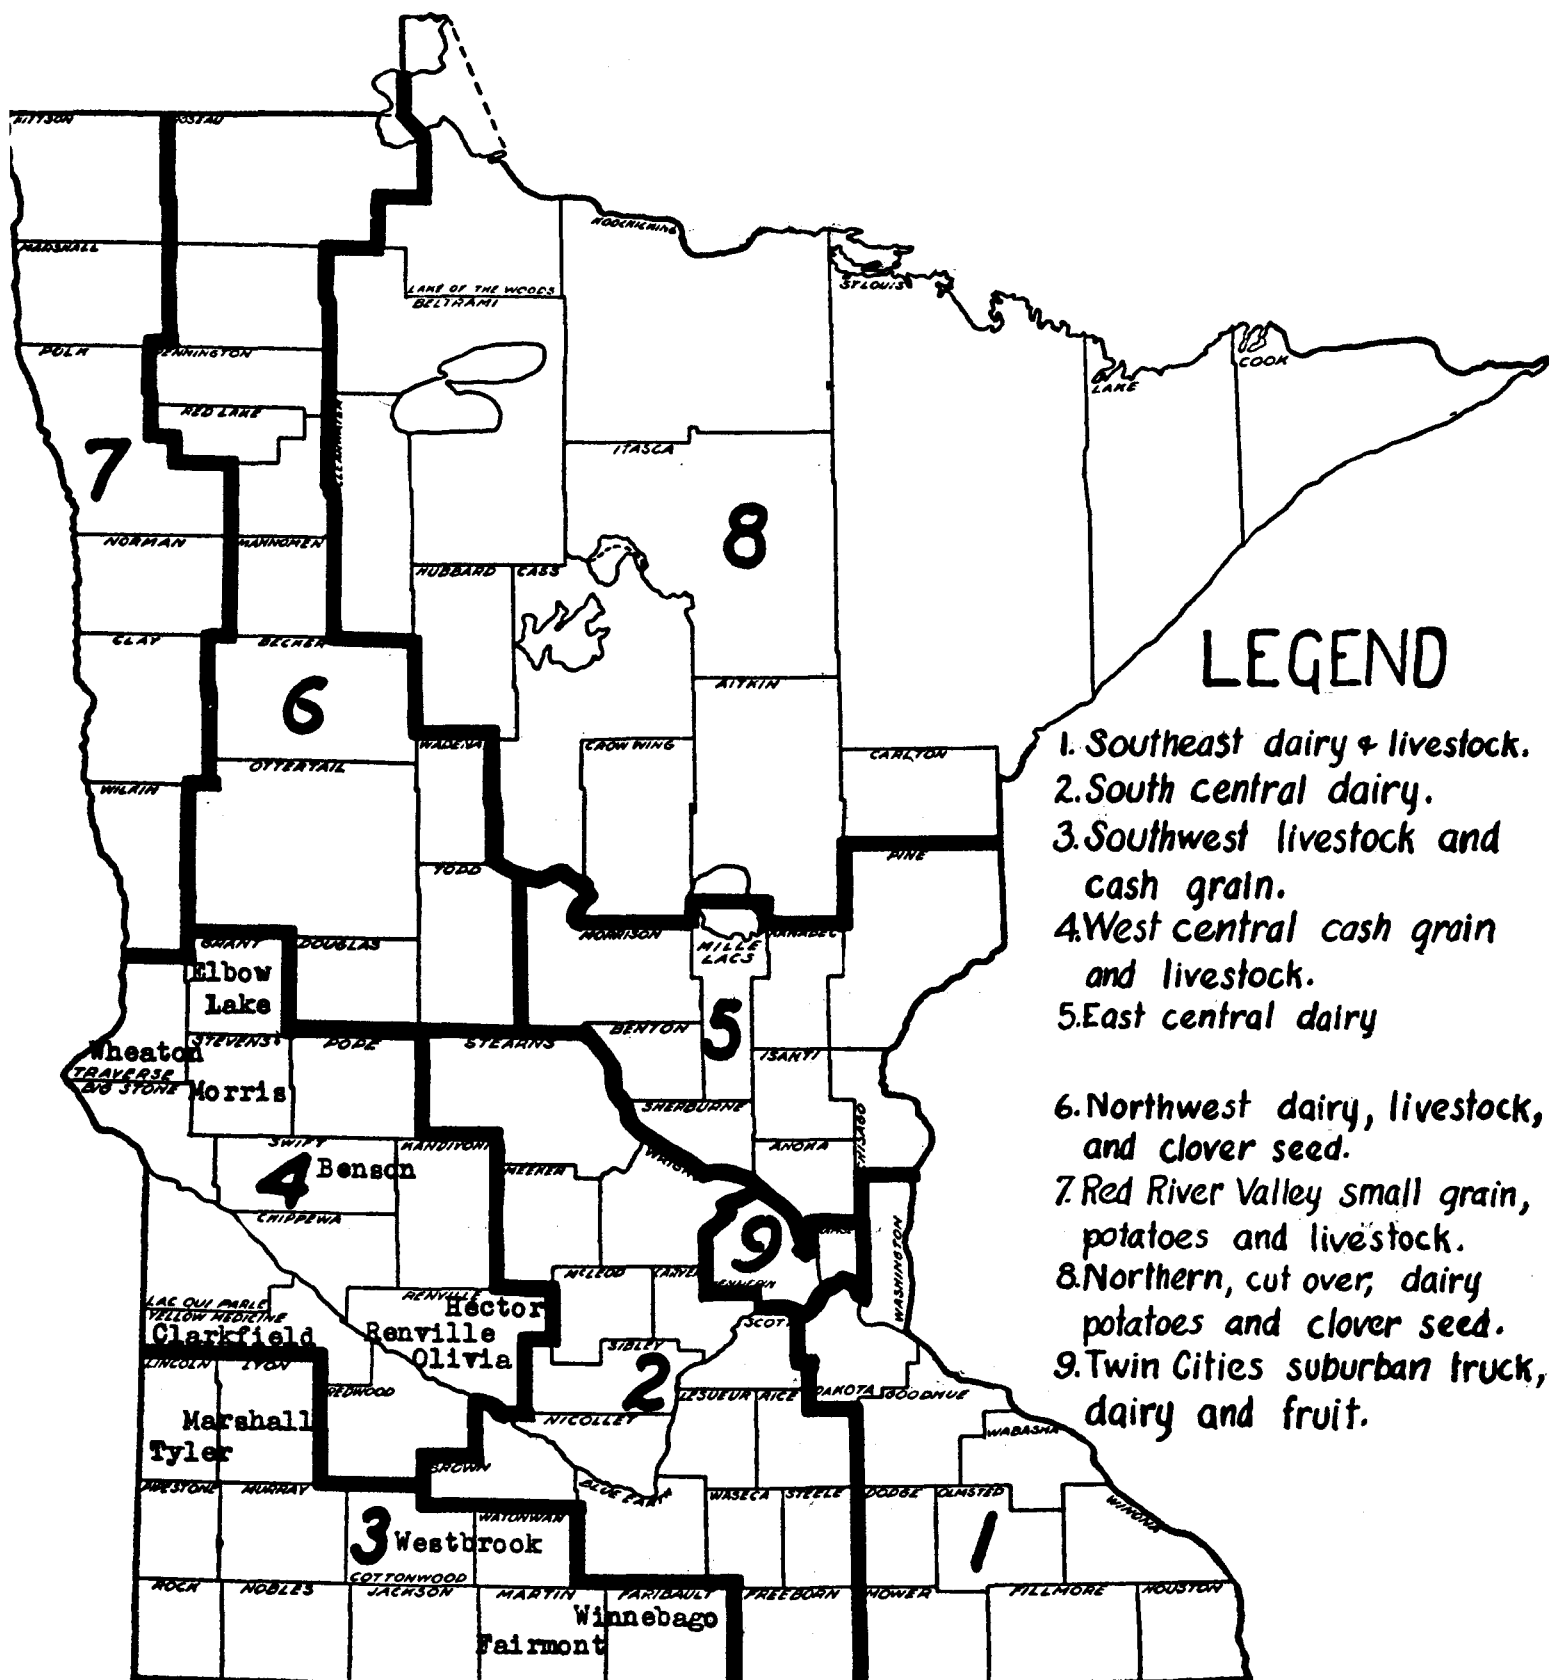 KITTSON
ROSEAU
KOOCHICHING
MARSHALL
LAKE OF THE WOODS
BELTRAMI
ST LOUIS
POLK
PENNINGTON
LAKE
COOK
RED LAKE
CLEARWATER
ITASCA
7
8
NORMAN
MAHNOMEN
HUBBARD
CASS
CLAY
BECKER
LEGEND
6
AITKIN
WADENA
CROW WING
CARLTON
OTTERTAIL
WILKIN
1. Southeast dairy & livestock.
2. South central dairy.
3. Southwest livestock and
cash grain.
4. West central cash grain
and livestock.
5. East central dairy
6. Northwest dairy, livestock,
and clover seed.
7. Red River Valley small grain,
potatoes and livestock.
8. Northern, cut over, dairy
potatoes and clover seed.
9. Twin Cities suburban truck,
dairy and fruit.
TODD
PINE
GRANT
DOUGLAS
MORRISON
MILLE
LACS
KANABEC
Elbow
Lake
5
STEVENS
POPE
STEARNS
BENTON
ISANTI
Wheaton
TRAVERSE
BIG STONE
Morris
SHERBURNE
CHISAGO
SWIFT
KANDIYOHI
MEEKER
WRIGHT
ANOKA
4 Benson
CHIPPEWA
9
WASHINGTON
McLEOD
CARVER
HENNEPIN
LAC QUI PARLE
YELLOW MEDICINE
RENVILLE
Hector
SCOTT
Clarkfield
Renville
SIBLEY
Olivia
LINCOLN
LYON
REDWOOD
2
LESUEUR
RICE
DAKOTA
GOODHUE
Marshall
Tyler
NICOLLET
WABASHA
BROWN
PIPESTONE
MURRAY
BLUE EARTH
WASECA
STEELE
DODGE
OLMSTED
WINONA
WATONWAN
3 Westbrook
1
COTTONWOOD
ROCK
NOBLES
JACKSON
MARTIN
FARIBAULT
FREEBORN
MOWER
FILLMORE
HOUSTON
Winnebago
Fairmont